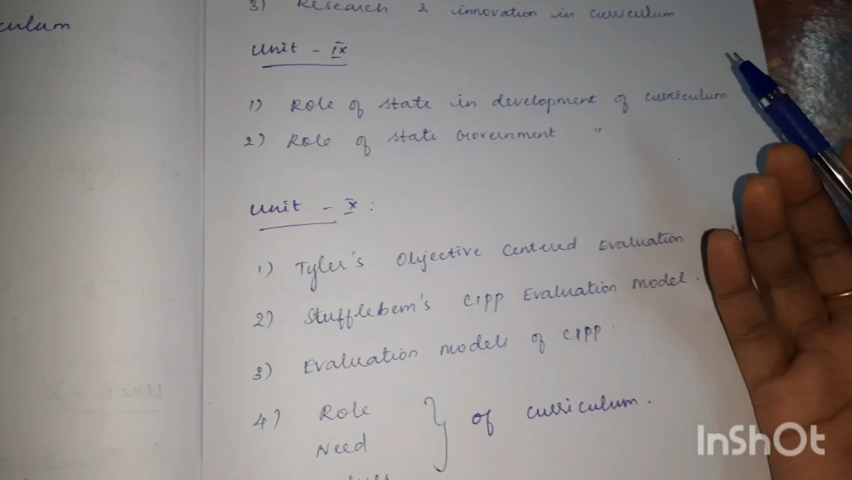 culum
3) Research & innovation in curriculum.
Unit - IX
1) Role of state in development of curriculum
2) Role of state Government "
Unit - X :
1) Tyler's Objective Centered Evaluation
2) Stufflebem's CIPP Evaluation Model.
3) Evaluation models of CIPP.
4) Role
Need } of curriculum.
InShOt